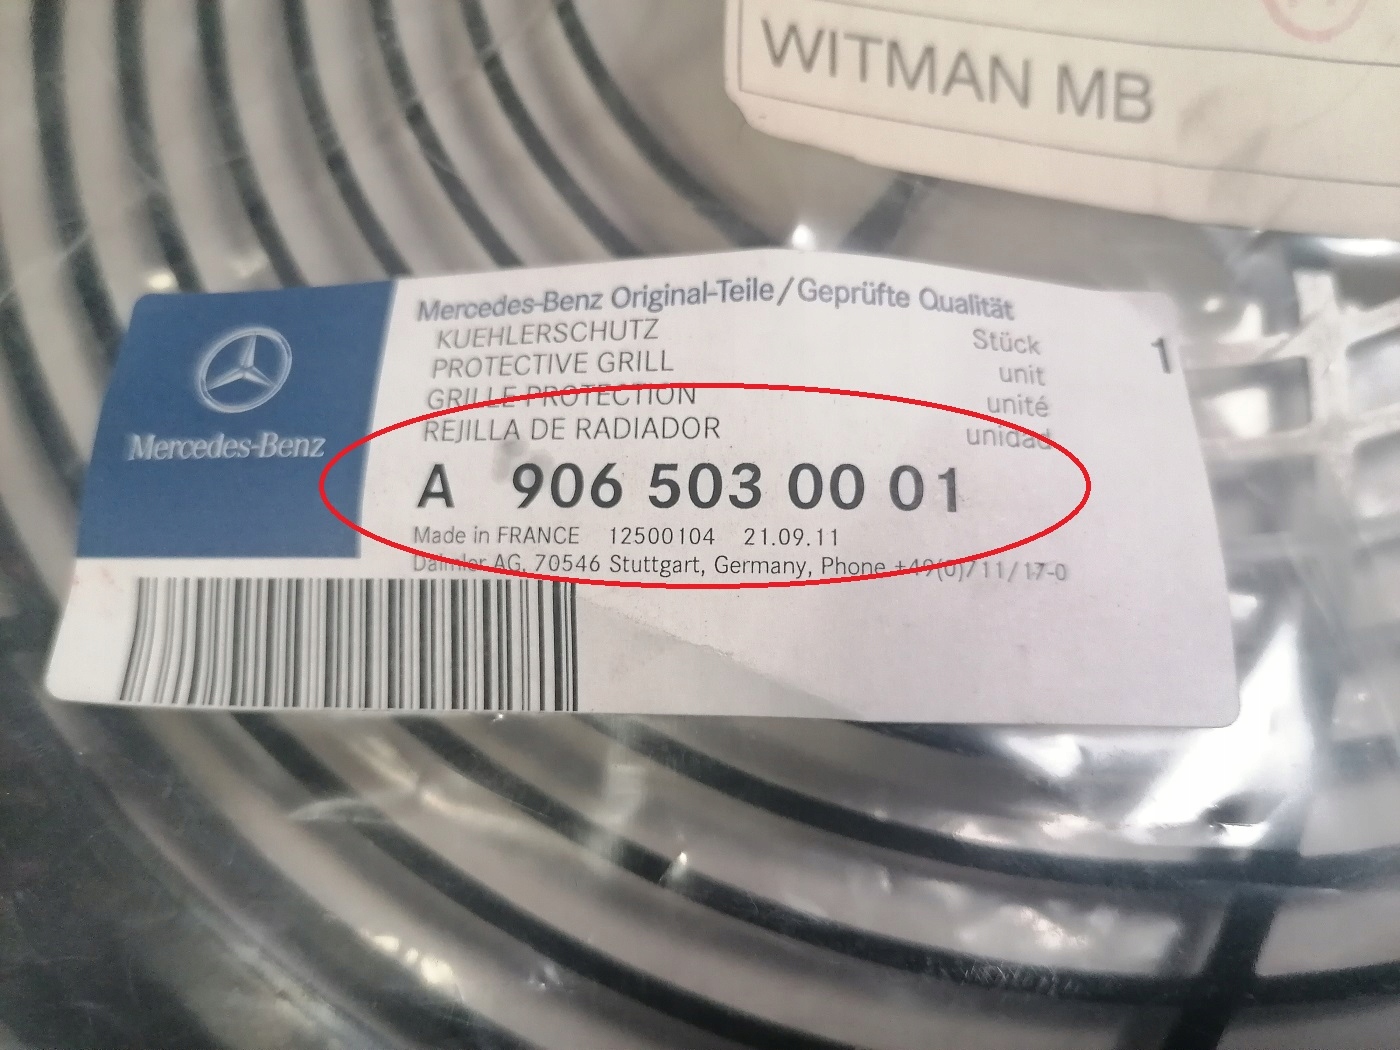 WITMAN MB
Mercedes-Benz Original-Teile/Geprüfte Qualität
KUEHLERSCHUTZ Stück 1
PROTECTIVE GRILL unit
GRILLE PROTECTION unité
REJILLA DE RADIADOR unidad
Mercedes-Benz
A 906 503 00 01
Made in FRANCE 12500104 21.09.11
Daimler AG, 70546 Stuttgart, Germany, Phone +49(0)711/17-0